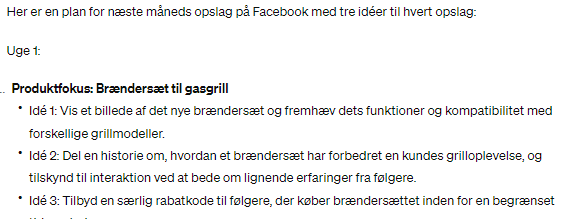 Her er en plan for næste måneds opslag på Facebook med tre idéer til hvert opslag:
Uge 1:
Produktfokus: Brændersæt til gasgrill
• Idé 1: Vis et billede af det nye brændersæt og fremhæv dets funktioner og kompatibilitet med
forskellige grillmodeller.
• Idé 2: Del en historie om, hvordan et brændersæt har forbedret en kundes grilloplevelse, og
tilskynd til interaktion ved at bede om lignende erfaringer fra følgere.
• Idé 3: Tilbyd en særlig rabatkode til følgere, der køber brændersættet inden for en begrænset